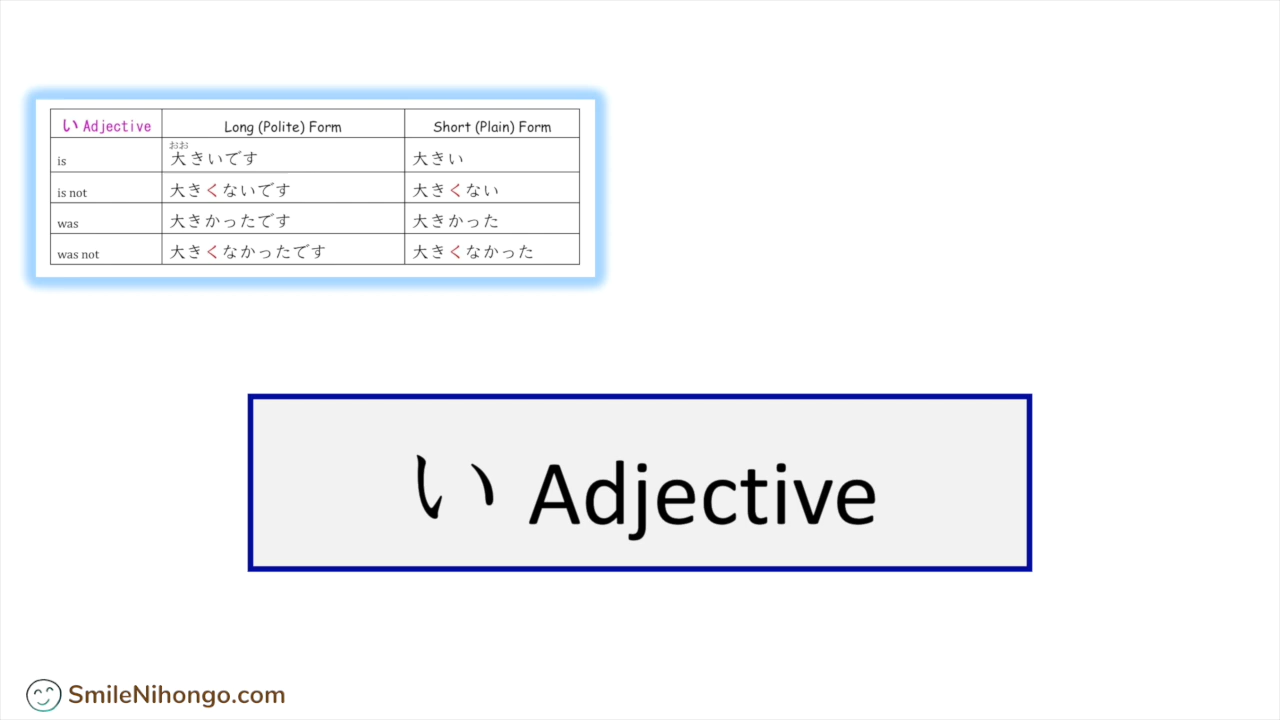 い Adjective Long (Polite) Form Short (Plain) Form
おお
is 大きいです 大きい
is not 大きくないです 大きくない
was 大きかったです 大きかった
was not 大きくなかったです 大きくなかった
い Adjective
SmileNihongo.com